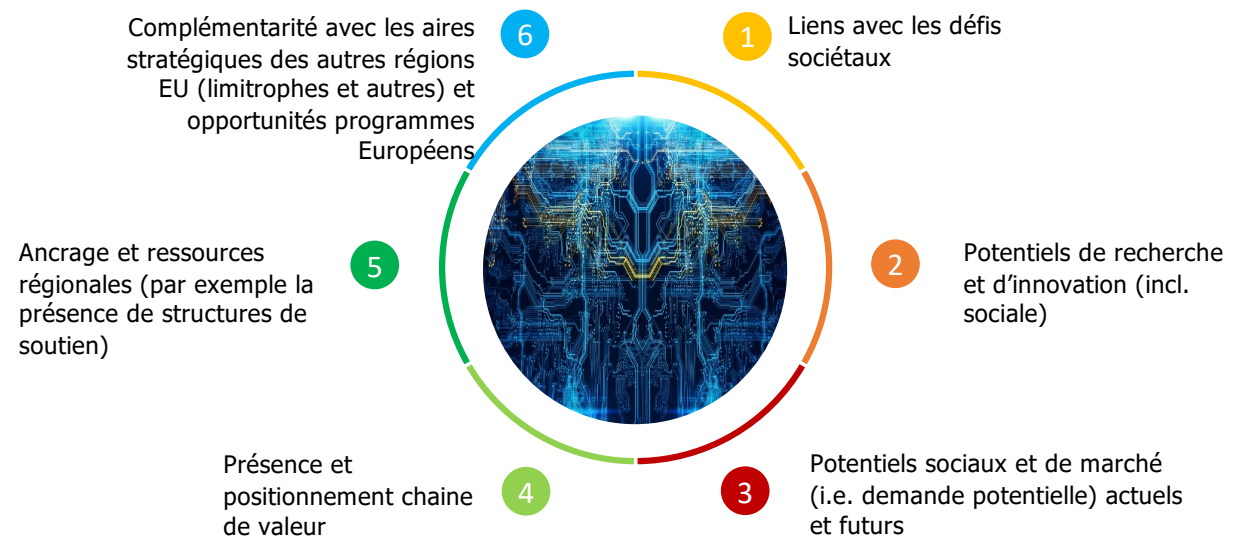 1
Liens avec les défis
sociétaux
2
Potentiels de recherche
et d’innovation (incl.
sociale)
3
Potentiels sociaux et de marché
(i.e. demande potentielle) actuels
et futurs
4
Présence et
positionnement chaine
de valeur
5
Ancrage et ressources
régionales (par exemple la
présence de structures de
soutien)
6
Complémentarité avec les aires
stratégiques des autres régions
EU (limitrophes et autres) et
opportunités programmes
Européens